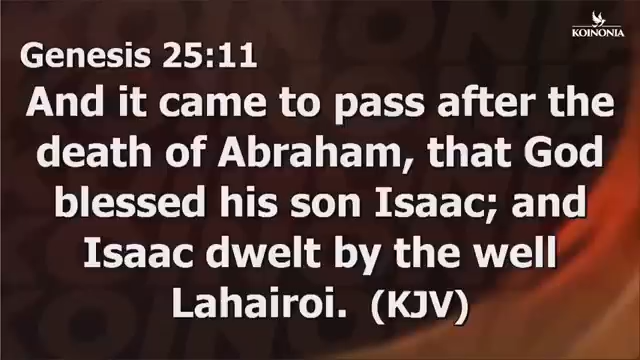 KOINONIA
Genesis 25:11
And it came to pass after the
death of Abraham, that God
blessed his son Isaac; and
Isaac dwelt by the well
Lahairoi. (KJV)